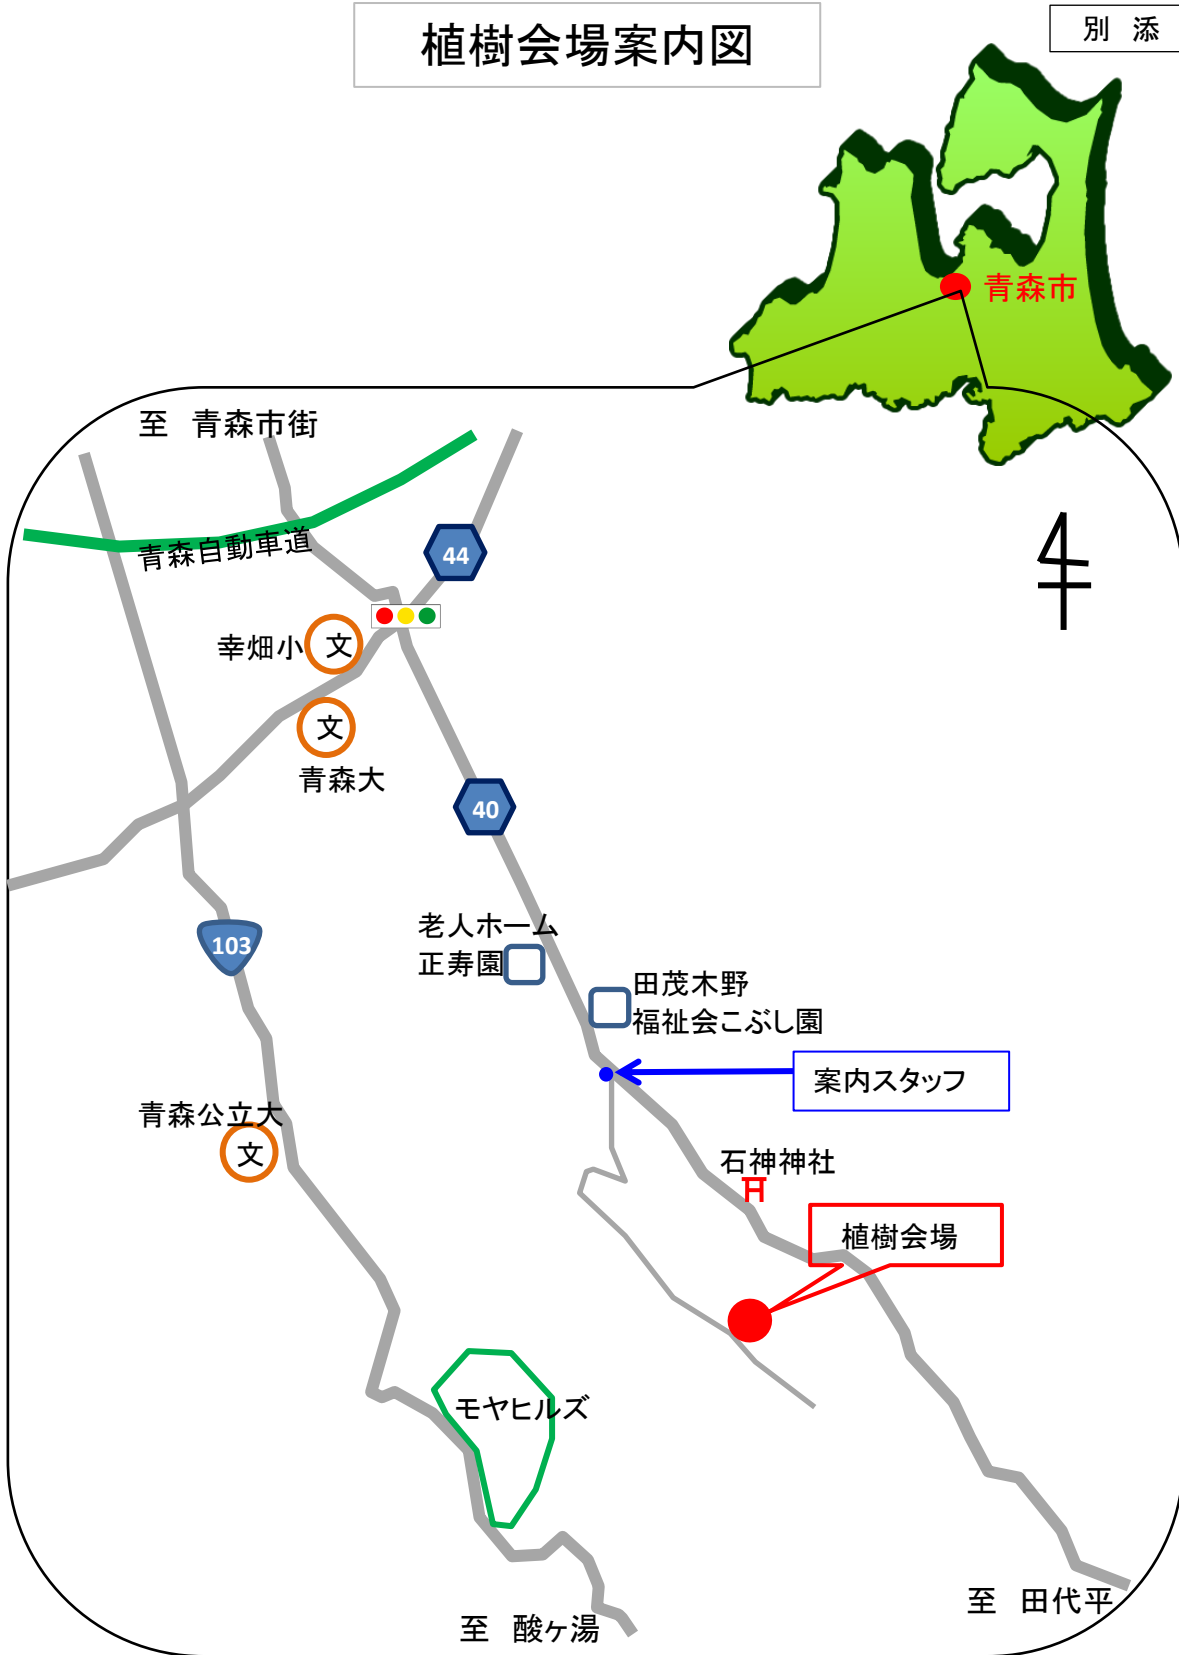 植樹会場案内図
別 添
青森市
至 青森市街
青森自動車道
44
幸畑小
文
文
青森大
40
老人ホーム
正寿園
103
田茂木野
福祉会こぶし園
案内スタッフ
青森公立大
文
石神神社
植樹会場
モヤヒルズ
至 田代平
至 酸ヶ湯